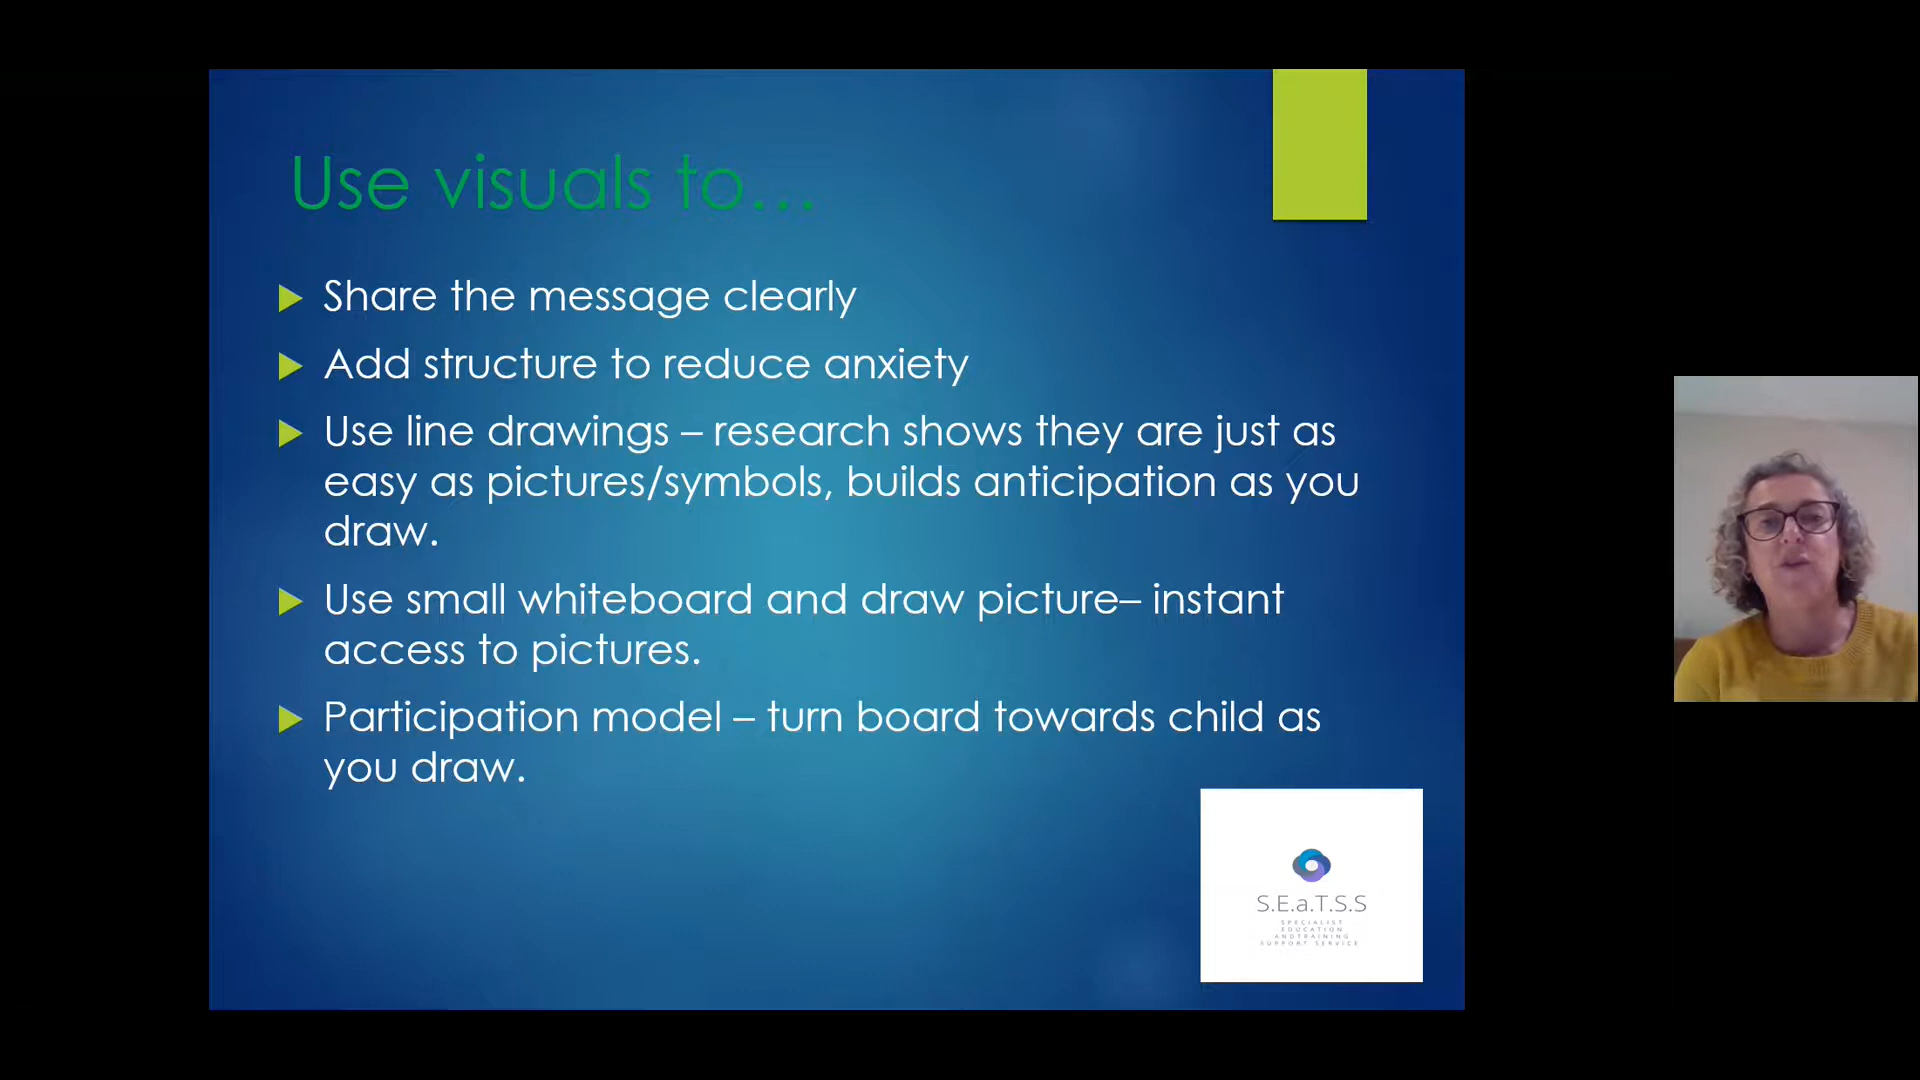 Use visuals to...
Share the message clearly
Add structure to reduce anxiety
Use line drawings – research shows they are just as
easy as pictures/symbols, builds anticipation as you
draw.
Use small whiteboard and draw picture– instant
access to pictures.
Participation model – turn board towards child as
you draw.
S.E.a.T.S.S
SPECIALIST
EDUCATION
ANDTRAINING
SUPPORT SERVICE